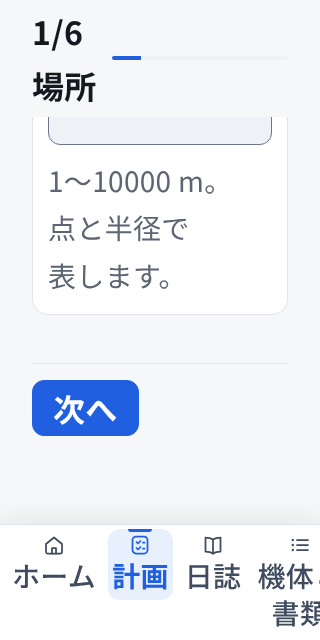 1/6
場所
1〜10000 m。
点と半径で
表します。
次へ
ホーム
計画
日誌
機体
書類